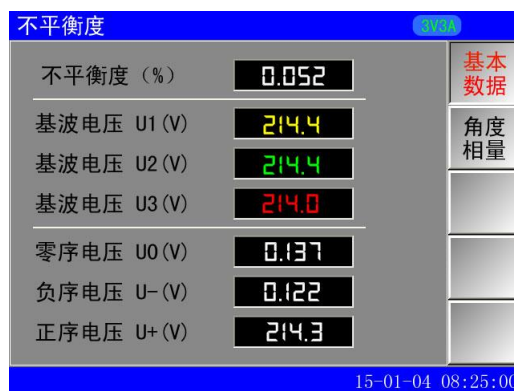 不平衡度
3V3A
不平衡度（%） 0.052
基波电压 U1(V) 214.4
基波电压 U2(V) 214.4
基波电压 U3(V) 214.0
零序电压 U0(V) 0.137
负序电压 U-(V) 0.122
正序电压 U+(V) 214.3
基本
数据
角度
相量
15-01-04 08:25:00